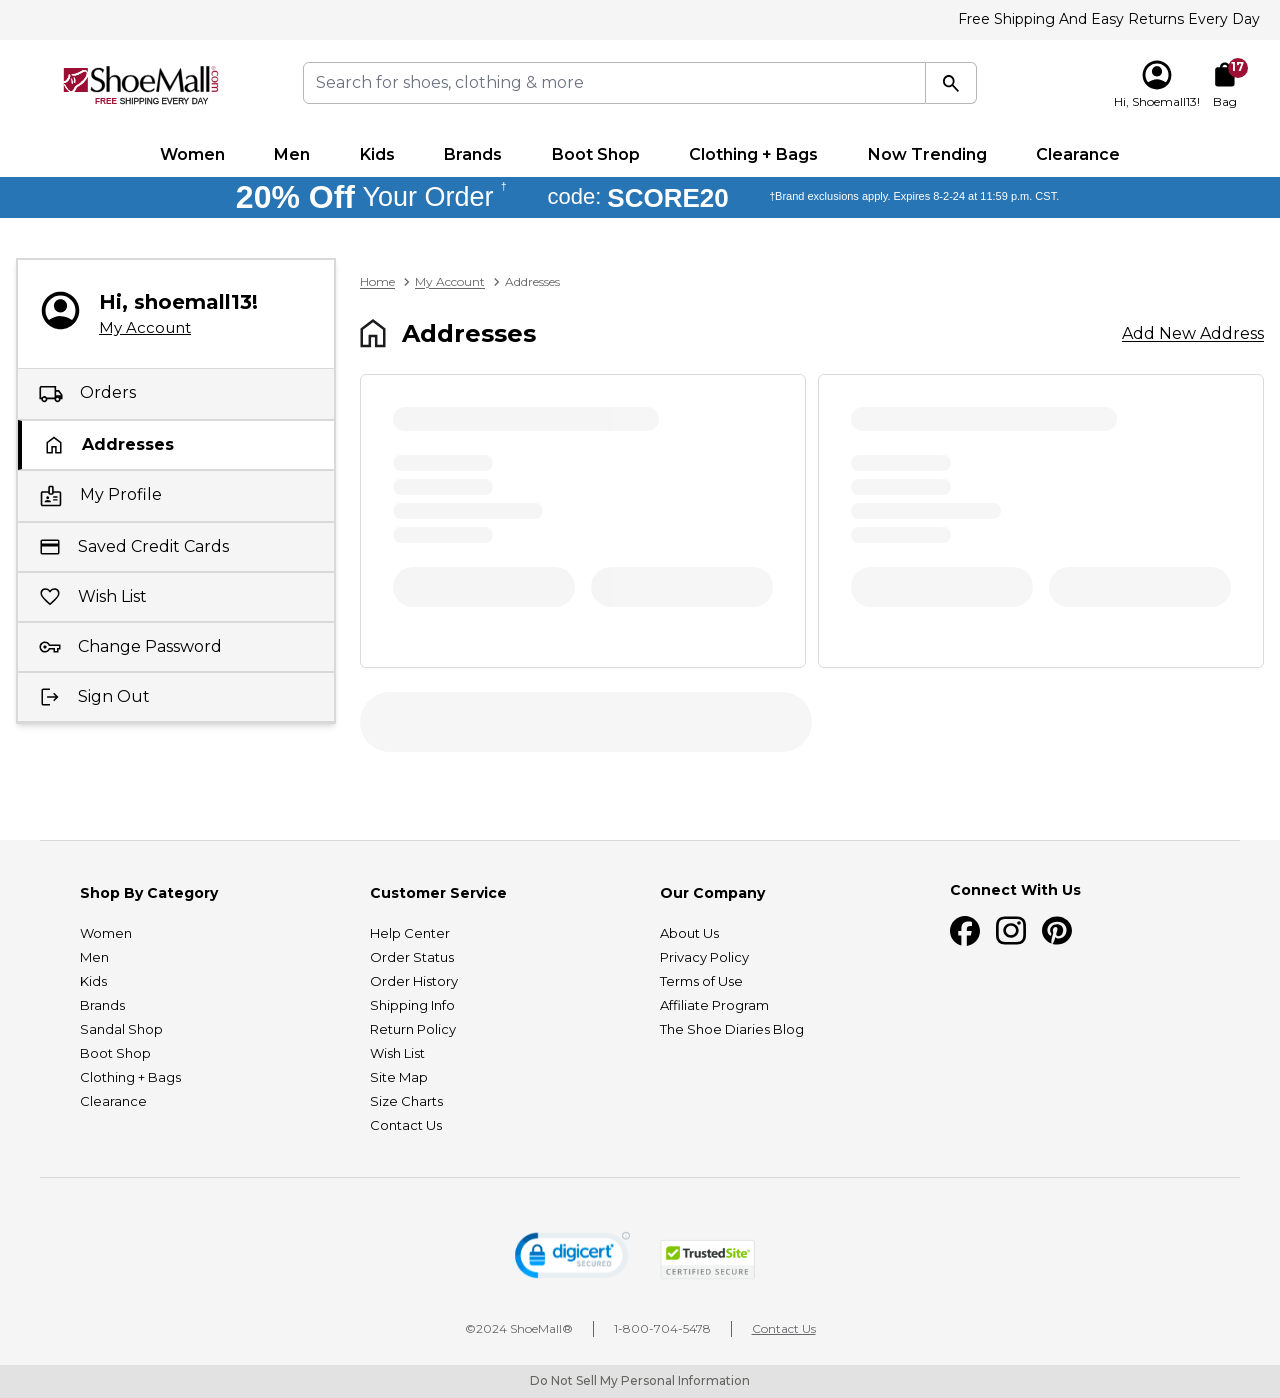 Free Shipping And Easy Returns Every Day
ShoeMall.com®
FREE SHIPPING EVERY DAY
Search for shoes, clothing & more
Hi, Shoemall13!
17
Bag
Women
Men
Kids
Brands
Boot Shop
Clothing + Bags
Now Trending
Clearance
20% Off Your Order † code: SCORE20 †Brand exclusions apply. Expires 8-2-24 at 11:59 p.m. CST.
Hi, shoemall13!
My Account
Orders
Addresses
My Profile
Saved Credit Cards
Wish List
Change Password
Sign Out
Home > My Account > Addresses
Addresses
Add New Address
Shop By Category
Women
Men
Kids
Brands
Sandal Shop
Boot Shop
Clothing + Bags
Clearance
Customer Service
Help Center
Order Status
Order History
Shipping Info
Return Policy
Wish List
Site Map
Size Charts
Contact Us
Our Company
About Us
Privacy Policy
Terms of Use
Affiliate Program
The Shoe Diaries Blog
Connect With Us
digicert®
SECURED
TrustedSite®
CERTIFIED SECURE
©2024 ShoeMall®
1-800-704-5478
Contact Us
Do Not Sell My Personal Information